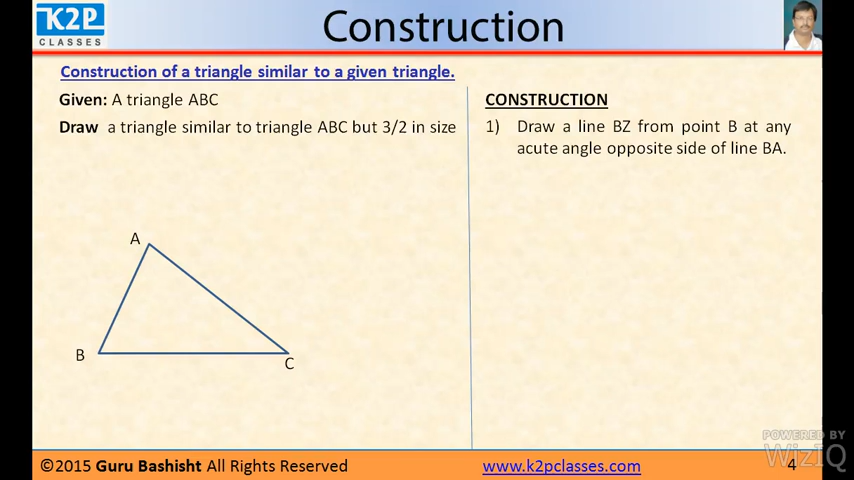 K2P
CLASSES
Construction
Construction of a triangle similar to a given triangle.
Given: A triangle ABC
Draw a triangle similar to triangle ABC but 3/2 in size
A
B
C
CONSTRUCTION
1) Draw a line BZ from point B at any
acute angle opposite side of line BA.
POWERED BY
WizIQ
©2015 Guru Bashisht All Rights Reserved
www.k2pclasses.com
4